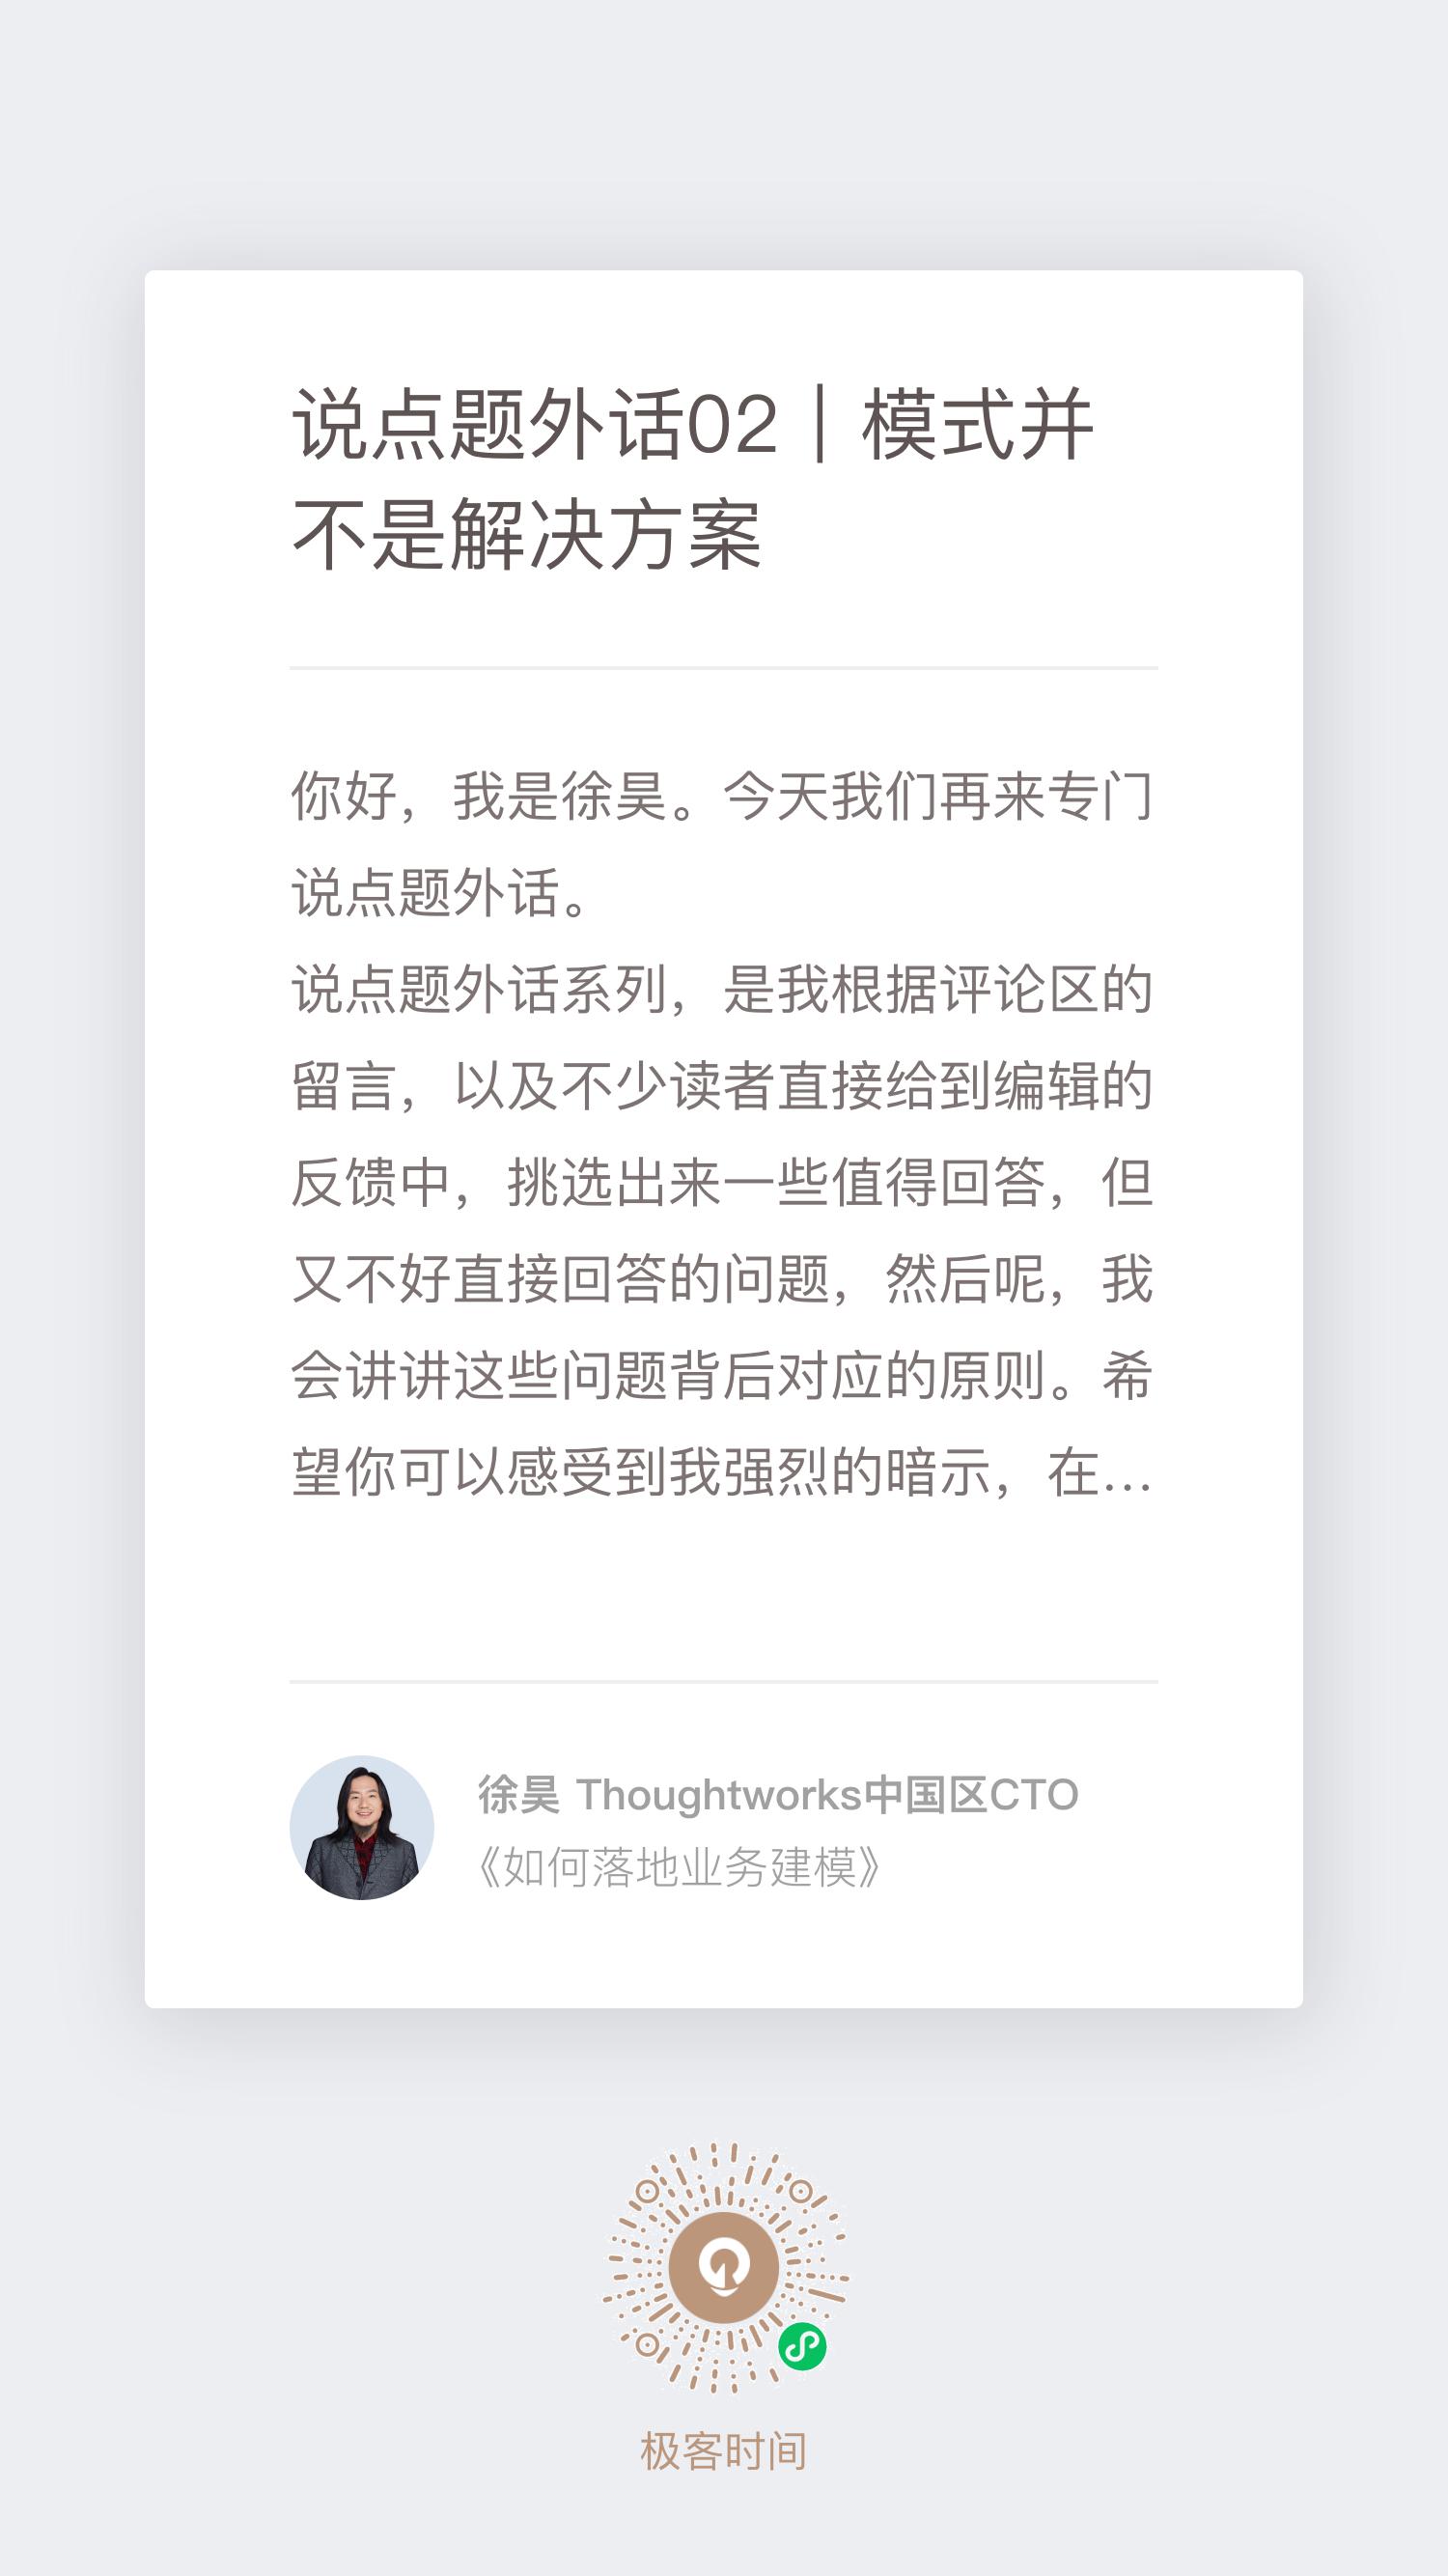 说点题外话02｜模式并
不是解决方案
你好，我是徐昊。今天我们再来专门
说点题外话。
说点题外话系列，是我根据评论区的
留言，以及不少读者直接给到编辑的
反馈中，挑选出来一些值得回答，但
又不好直接回答的问题，然后呢，我
会讲讲这些问题背后对应的原则。希
望你可以感受到我强烈的暗示，在...
徐昊 Thoughtworks中国区CTO
《如何落地业务建模》
极客时间